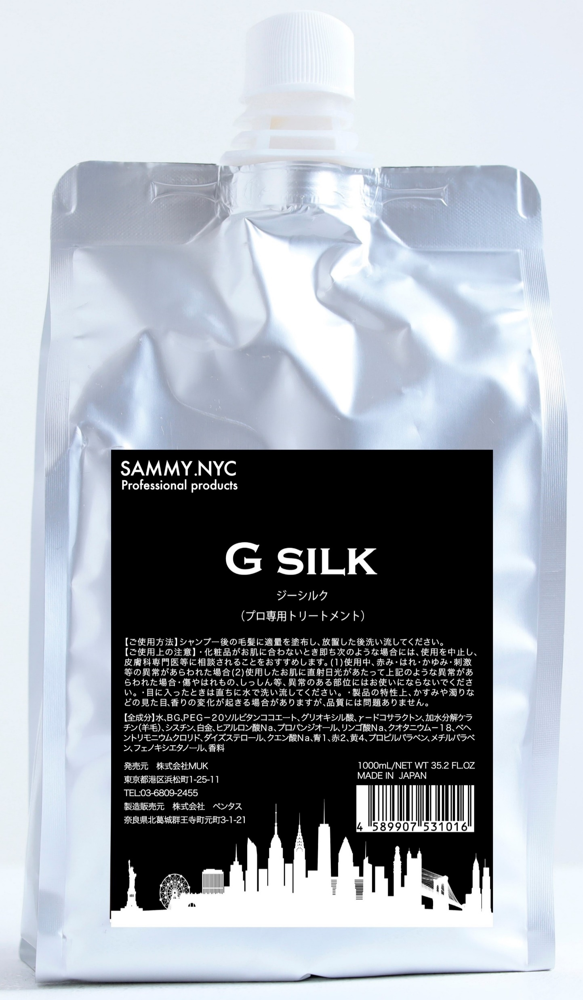 SAMMY.NYC
Professional products
G SILK
ジーシルク
（プロ専用トリートメント）
【ご使用方法】シャンプー後の毛髪に適量を塗布し、放置した後洗い流してください。
【ご使用上の注意】・化粧品がお肌に合わないとき即ち次のような場合には、使用を中止し、
皮膚科専門医等に相談されることをおすすめします。(1)使用中、赤み・はれ・かゆみ・刺激
等の異常があらわれた場合(2)使用したお肌に直射日光があたって上記のような異常があ
らわれた場合・傷やはれもの、しっしん等、異常のある部位にはお使いにならないでくださ
い。・目に入ったときは直ちに水で洗い流してください。・製品の特性上、かすみや濁りな
どの見た目、香りの変化が起きる場合がありますが、品質には問題ありません。
【全成分】水、BG、PEG－20ソルビタンココエート、グリオキシル酸、γ－ドコサラクトン、加水分解ケラ
チン（羊毛）、シスチン、白金、ヒアルロン酸Na、プロパンジオール、リンゴ酸Na、クオタニウム－18、ベヘ
ントリモニウムクロリド、ダイズステロール、クエン酸Na、青1、赤2、黄4、プロピルパラベン、メチルパラベ
ン、フェノキシエタノール、香料
発売元　株式会社MUK
東京都港区浜松町1-25-11
TEL:03-6809-2455
製造販売元　株式会社　ペンタス
奈良県北葛城群王寺町元町3-1-21
1000mL/NET WT 35.2 FL.OZ
MADE IN JAPAN
4 589907 531016